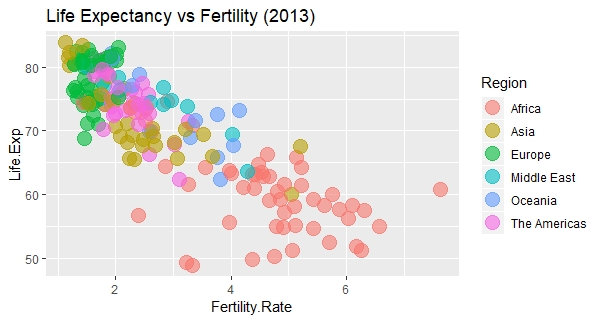 Life Expectancy vs Fertility (2013)
80
70
60
50
Life.Exp
2
4
6
Fertility.Rate
Region
Africa
Asia
Europe
Middle East
Oceania
The Americas